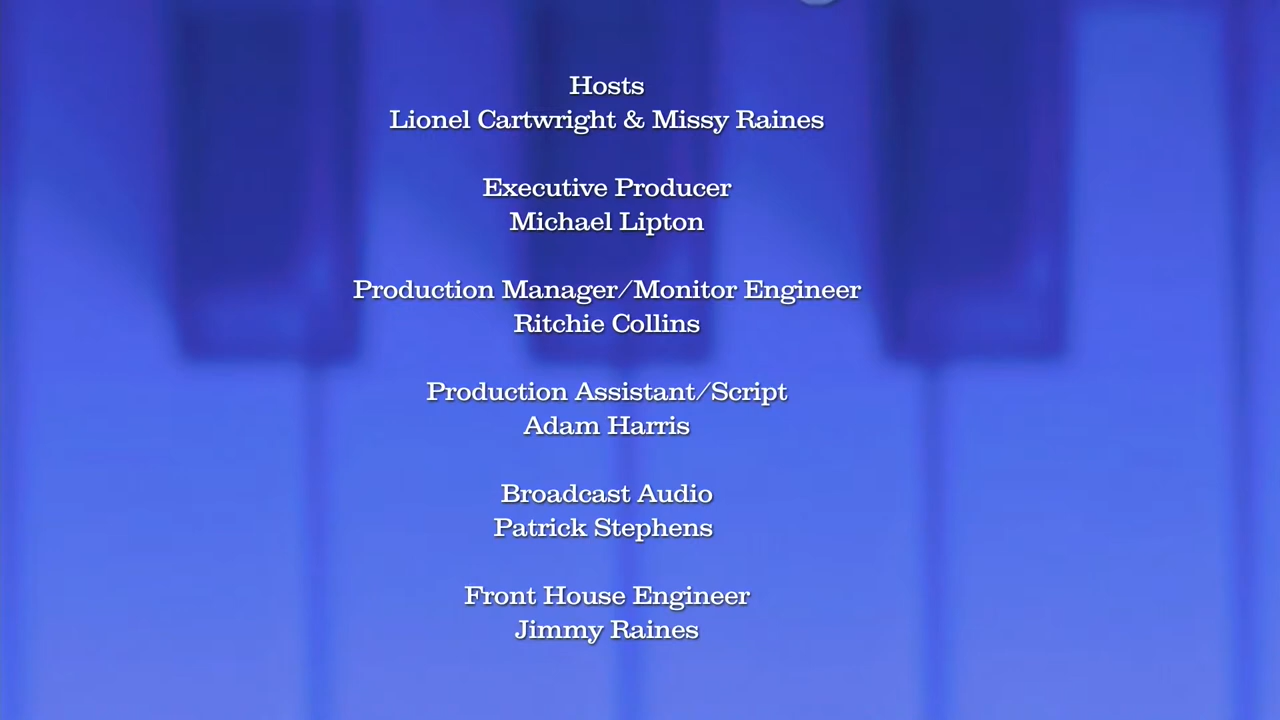 Hosts
Lionel Cartwright & Missy Raines
Executive Producer
Michael Lipton
Production Manager/Monitor Engineer
Ritchie Collins
Production Assistant/Script
Adam Harris
Broadcast Audio
Patrick Stephens
Front House Engineer
Jimmy Raines